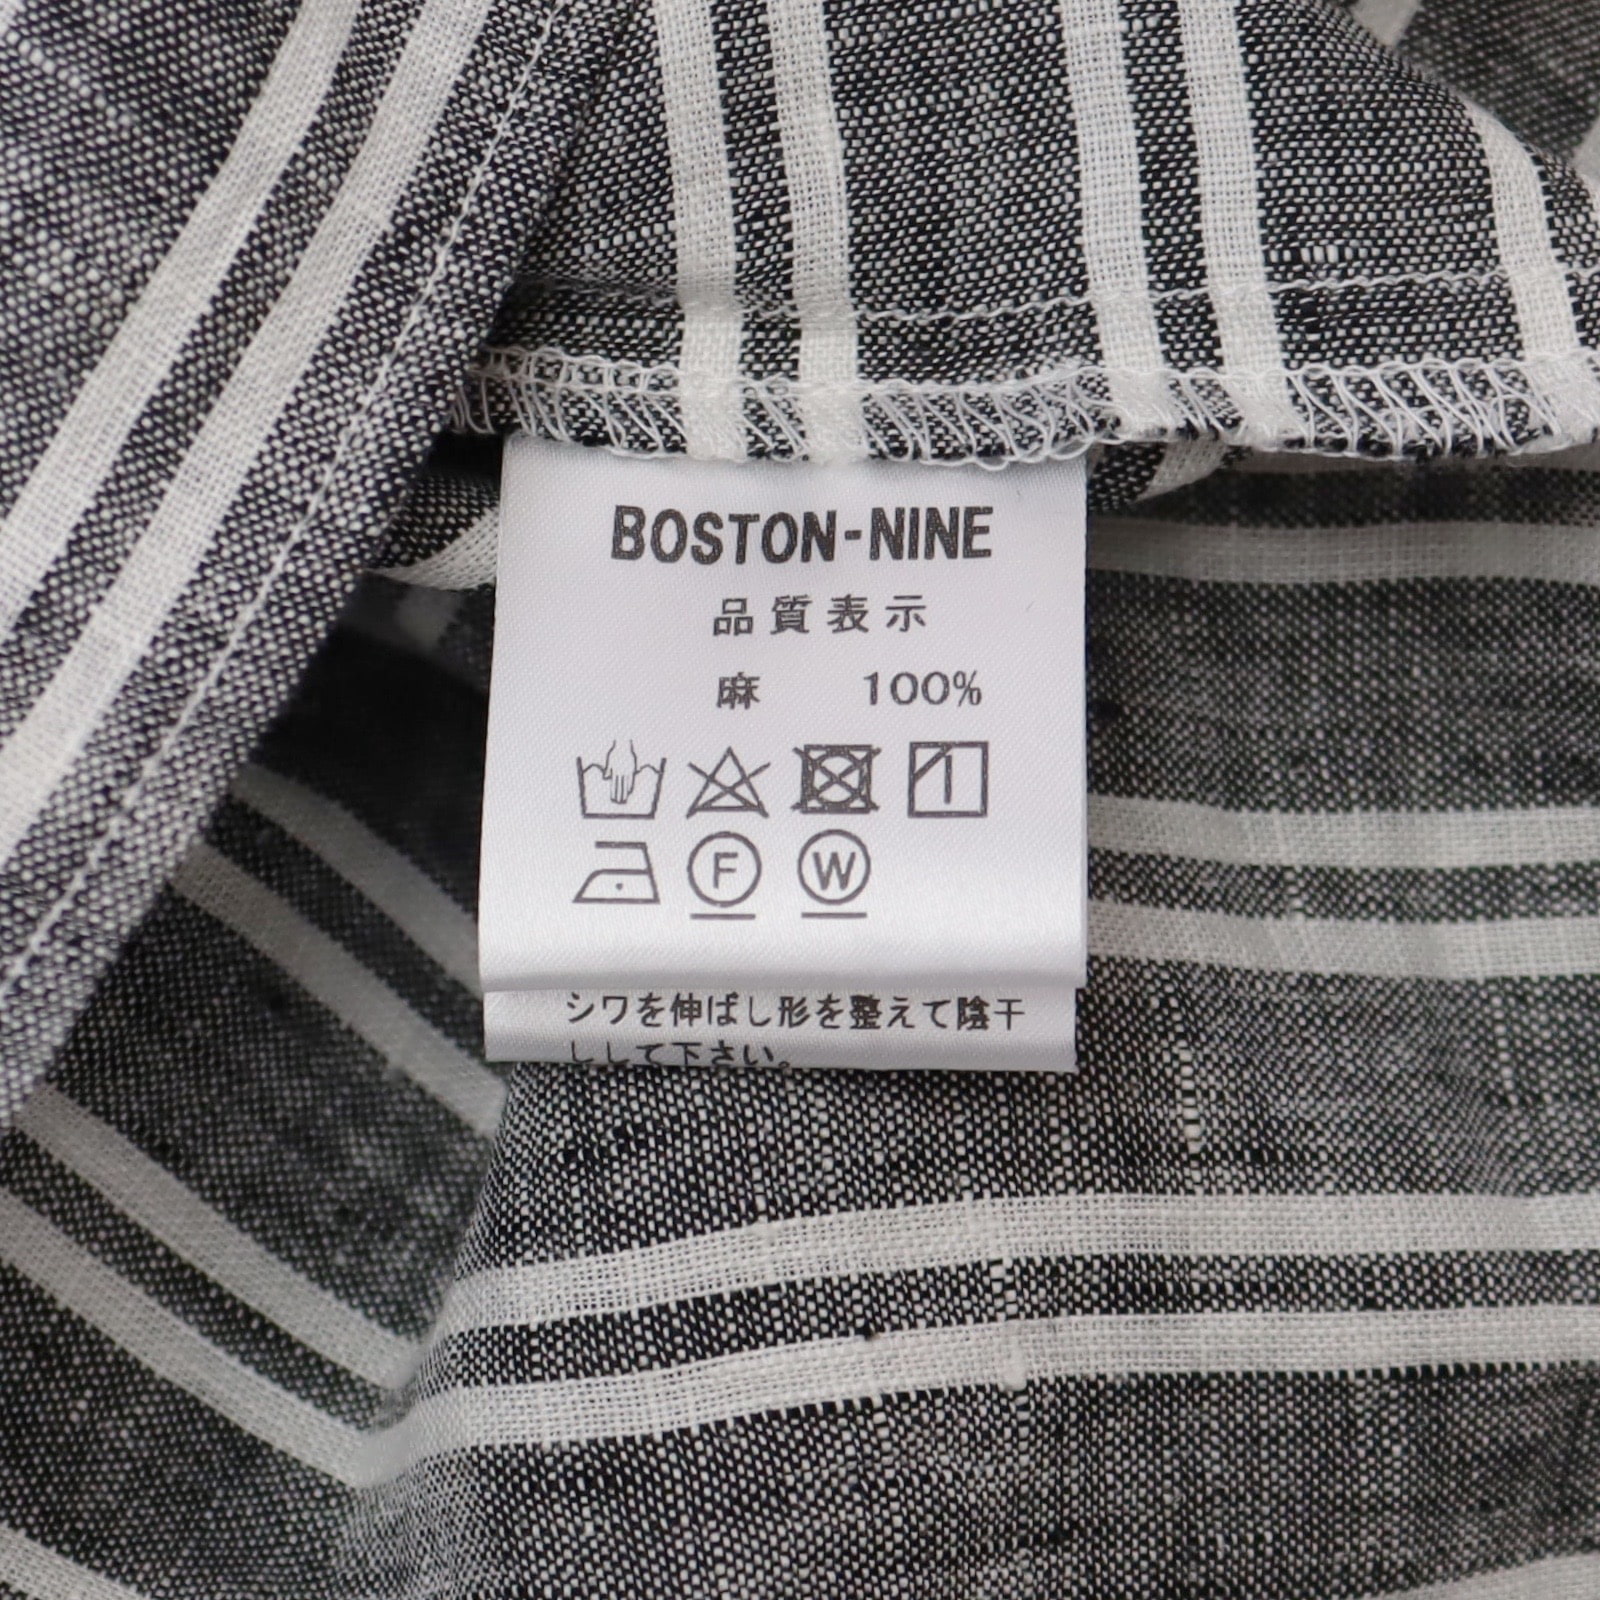 BOSTON-NINE
品質表示
麻 100%
F W
シワを伸ばし形を整えて陰干
しして下さい。